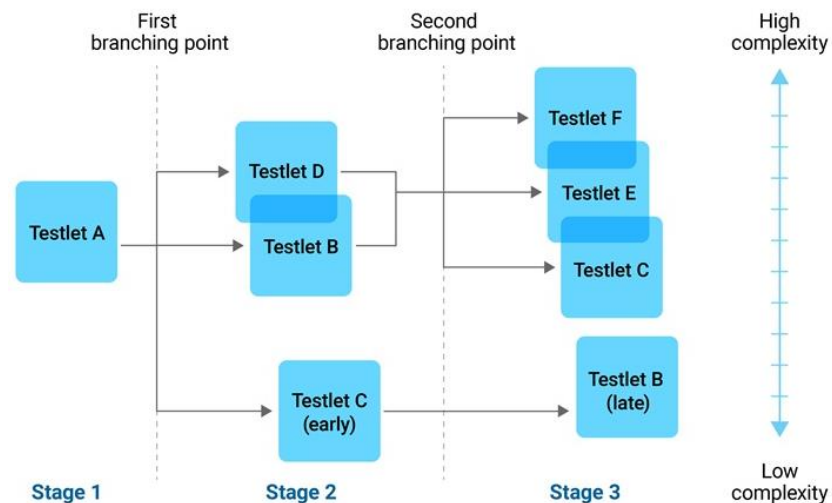 First
branching point
Second
branching point
High
complexity
Testlet F
Testlet D
Testlet E
Testlet A
Testlet B
Testlet C
Testlet C
(early)
Testlet B
(late)
Stage 1
Stage 2
Stage 3
Low
complexity